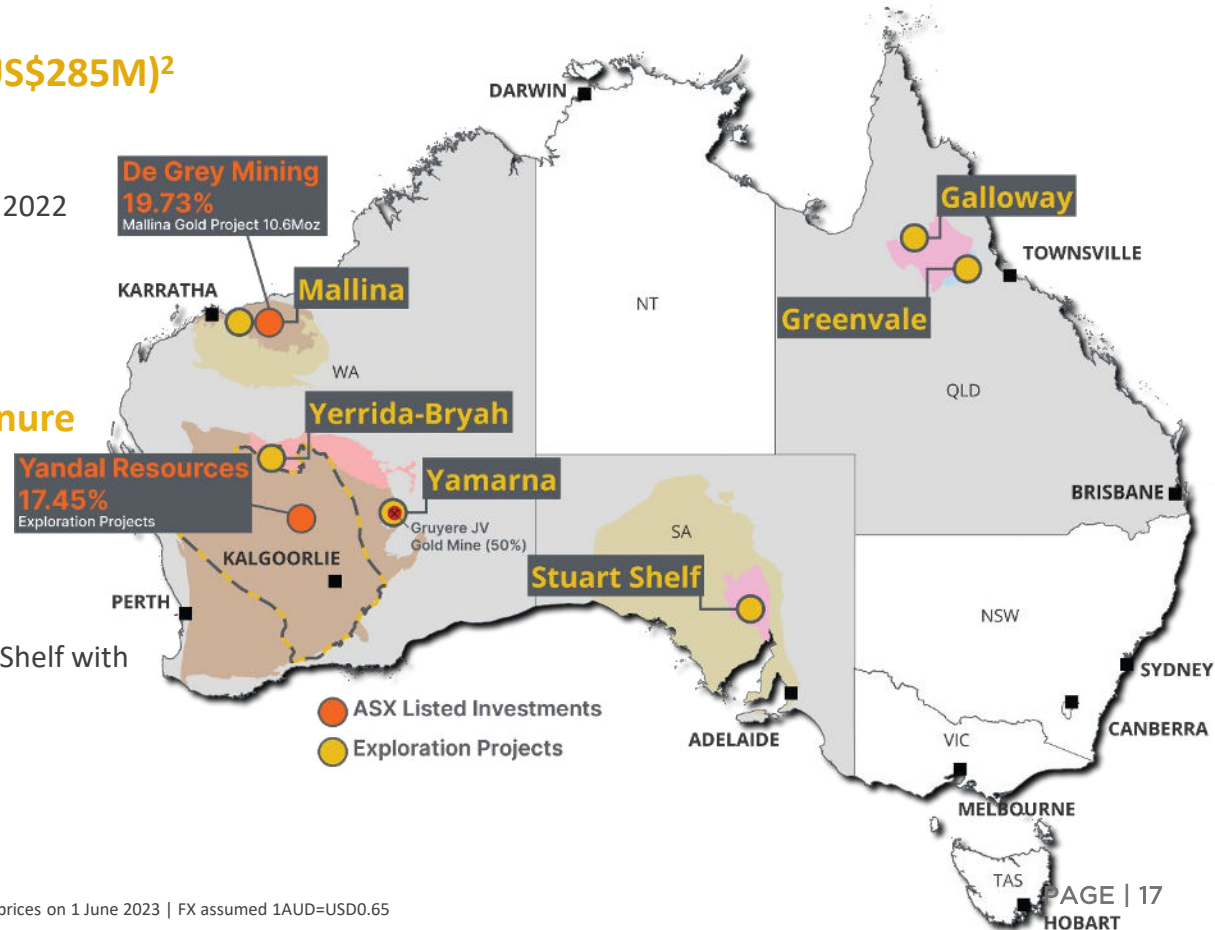 US$285M)²
DARWIN
De Grey Mining
19.73%
Mallina Gold Project 10.6Moz
2022
Galloway
TOWNSVILLE
KARRATHA
Mallina
NT
Greenvale
WA
QLD
Yerrida-Bryah
nure
Yandal Resources
17.45%
Exploration Projects
Yamarna
Gruyere JV
Gold Mine (50%)
BRISBANE
SA
KALGOORLIE
Stuart Shelf
PERTH
NSW
Shelf with
SYDNEY
ASX Listed Investments
Exploration Projects
ADELAIDE
CANBERRA
VIC
MELBOURNE
TAS
PAGE | 17
HOBART
prices on 1 June 2023 | FX assumed 1AUD=USD0.65